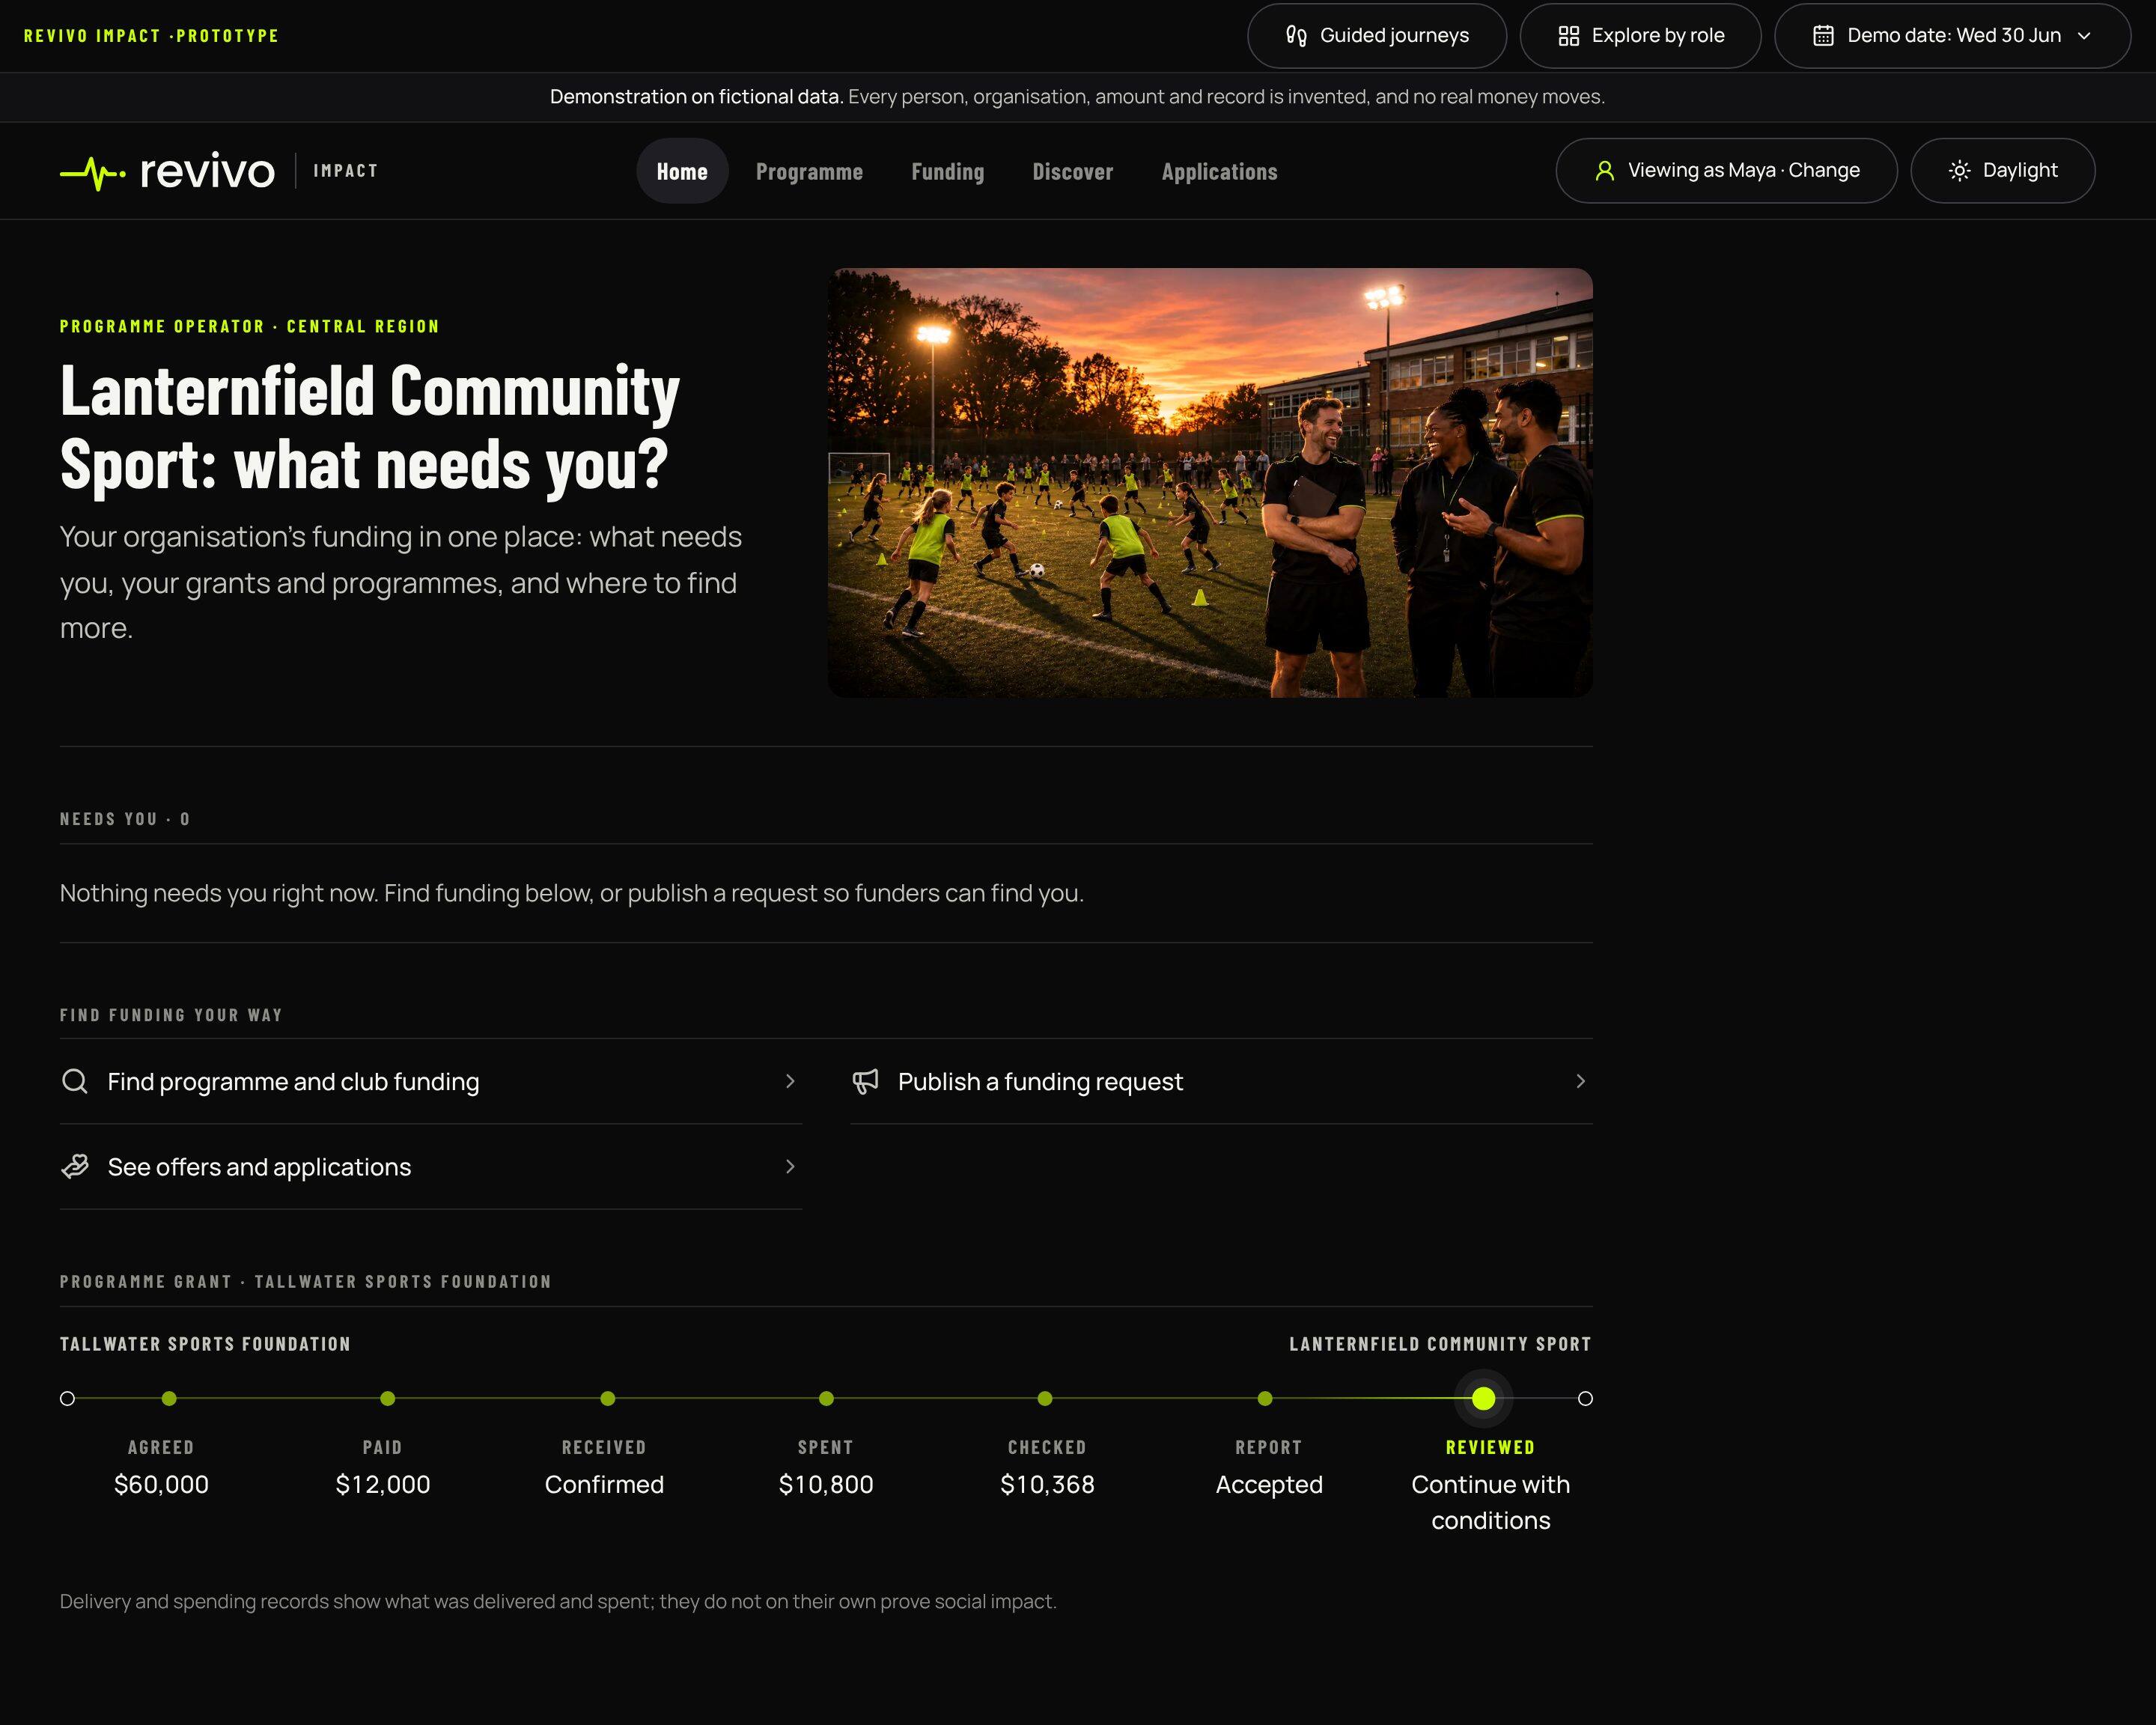 REVIVO IMPACT ·PROTOTYPE
Guided journeys
Explore by role
Demo date: Wed 30 Jun
Demonstration on fictional data. Every person, organisation, amount and record is invented, and no real money moves.
revivo
IMPACT
Home
Programme
Funding
Discover
Applications
Viewing as Maya · Change
Daylight
PROGRAMME OPERATOR · CENTRAL REGION
Lanternfield Community
Sport: what needs you?
Your organisation’s funding in one place: what needs
you, your grants and programmes, and where to find
more.
NEEDS YOU · 0
Nothing needs you right now. Find funding below, or publish a request so funders can find you.
FIND FUNDING YOUR WAY
Find programme and club funding
Publish a funding request
See offers and applications
PROGRAMME GRANT · TALLWATER SPORTS FOUNDATION
TALLWATER SPORTS FOUNDATION
LANTERNFIELD COMMUNITY SPORT
AGREED
$60,000
PAID
$12,000
RECEIVED
Confirmed
SPENT
$10,800
CHECKED
$10,368
REPORT
Accepted
REVIEWED
Continue with
conditions
Delivery and spending records show what was delivered and spent; they do not on their own prove social impact.